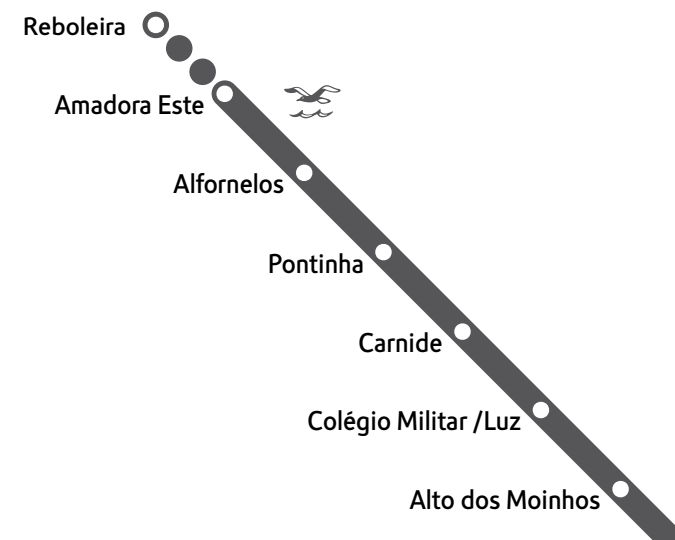 Reboleira
Amadora Este
Alfornelos
Pontinha
Carnide
Colégio Militar /Luz
Alto dos Moinhos